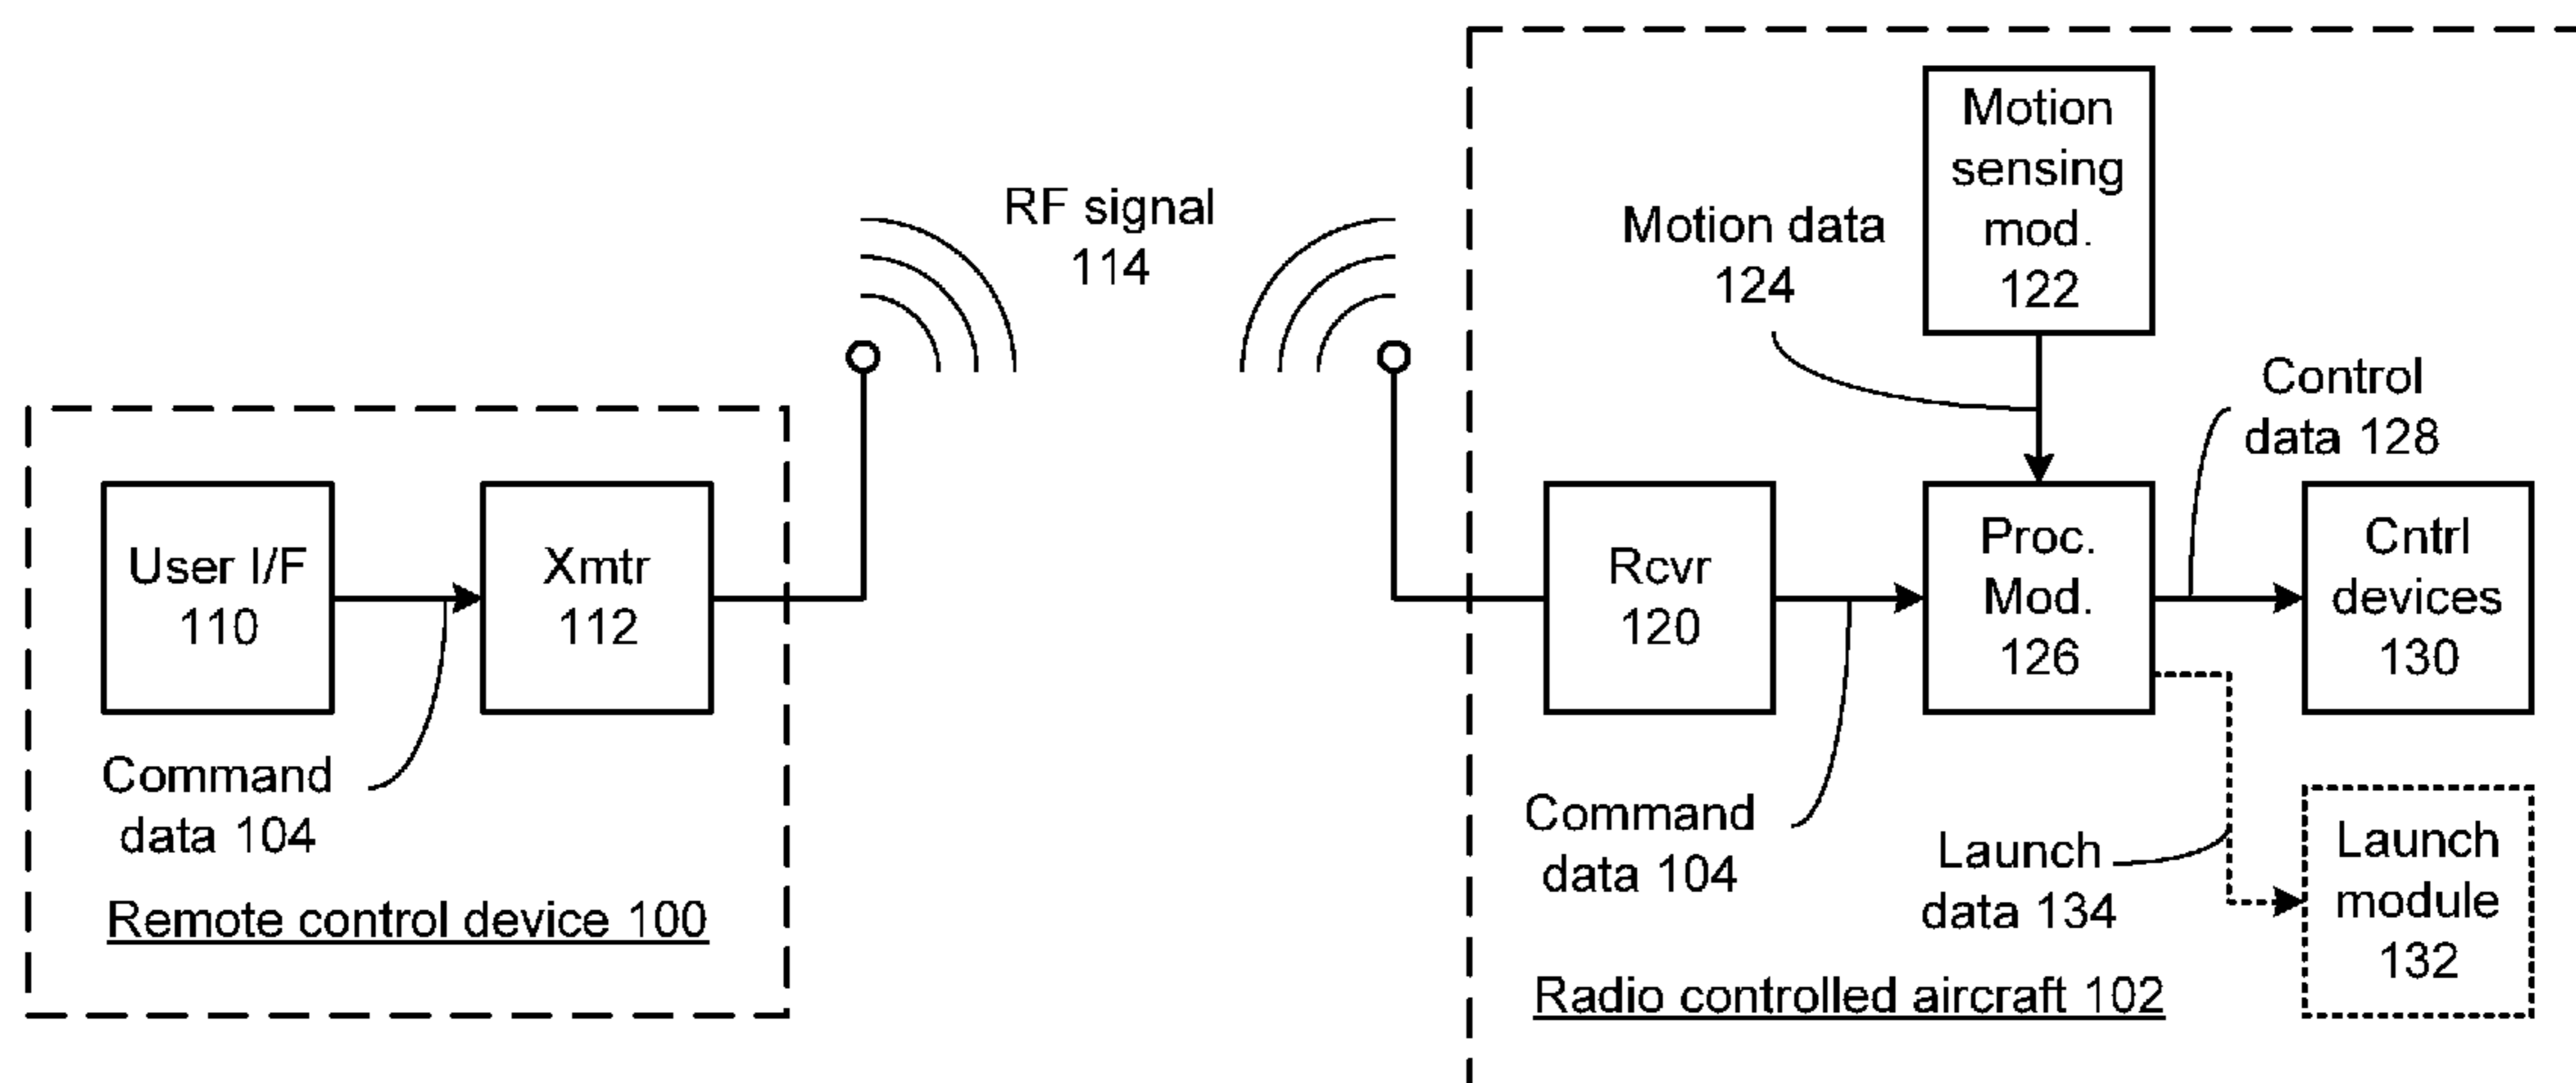 RF signal
114
User I/F
110
Xmtr
112
Command
data 104
Remote control device 100
Motion
sensing
mod.
122
Motion data
124
Control
data 128
Rcvr
120
Proc.
Mod.
126
Cntrl
devices
130
Command
data 104
Launch
data 134
Launch
module
132
Radio controlled aircraft 102